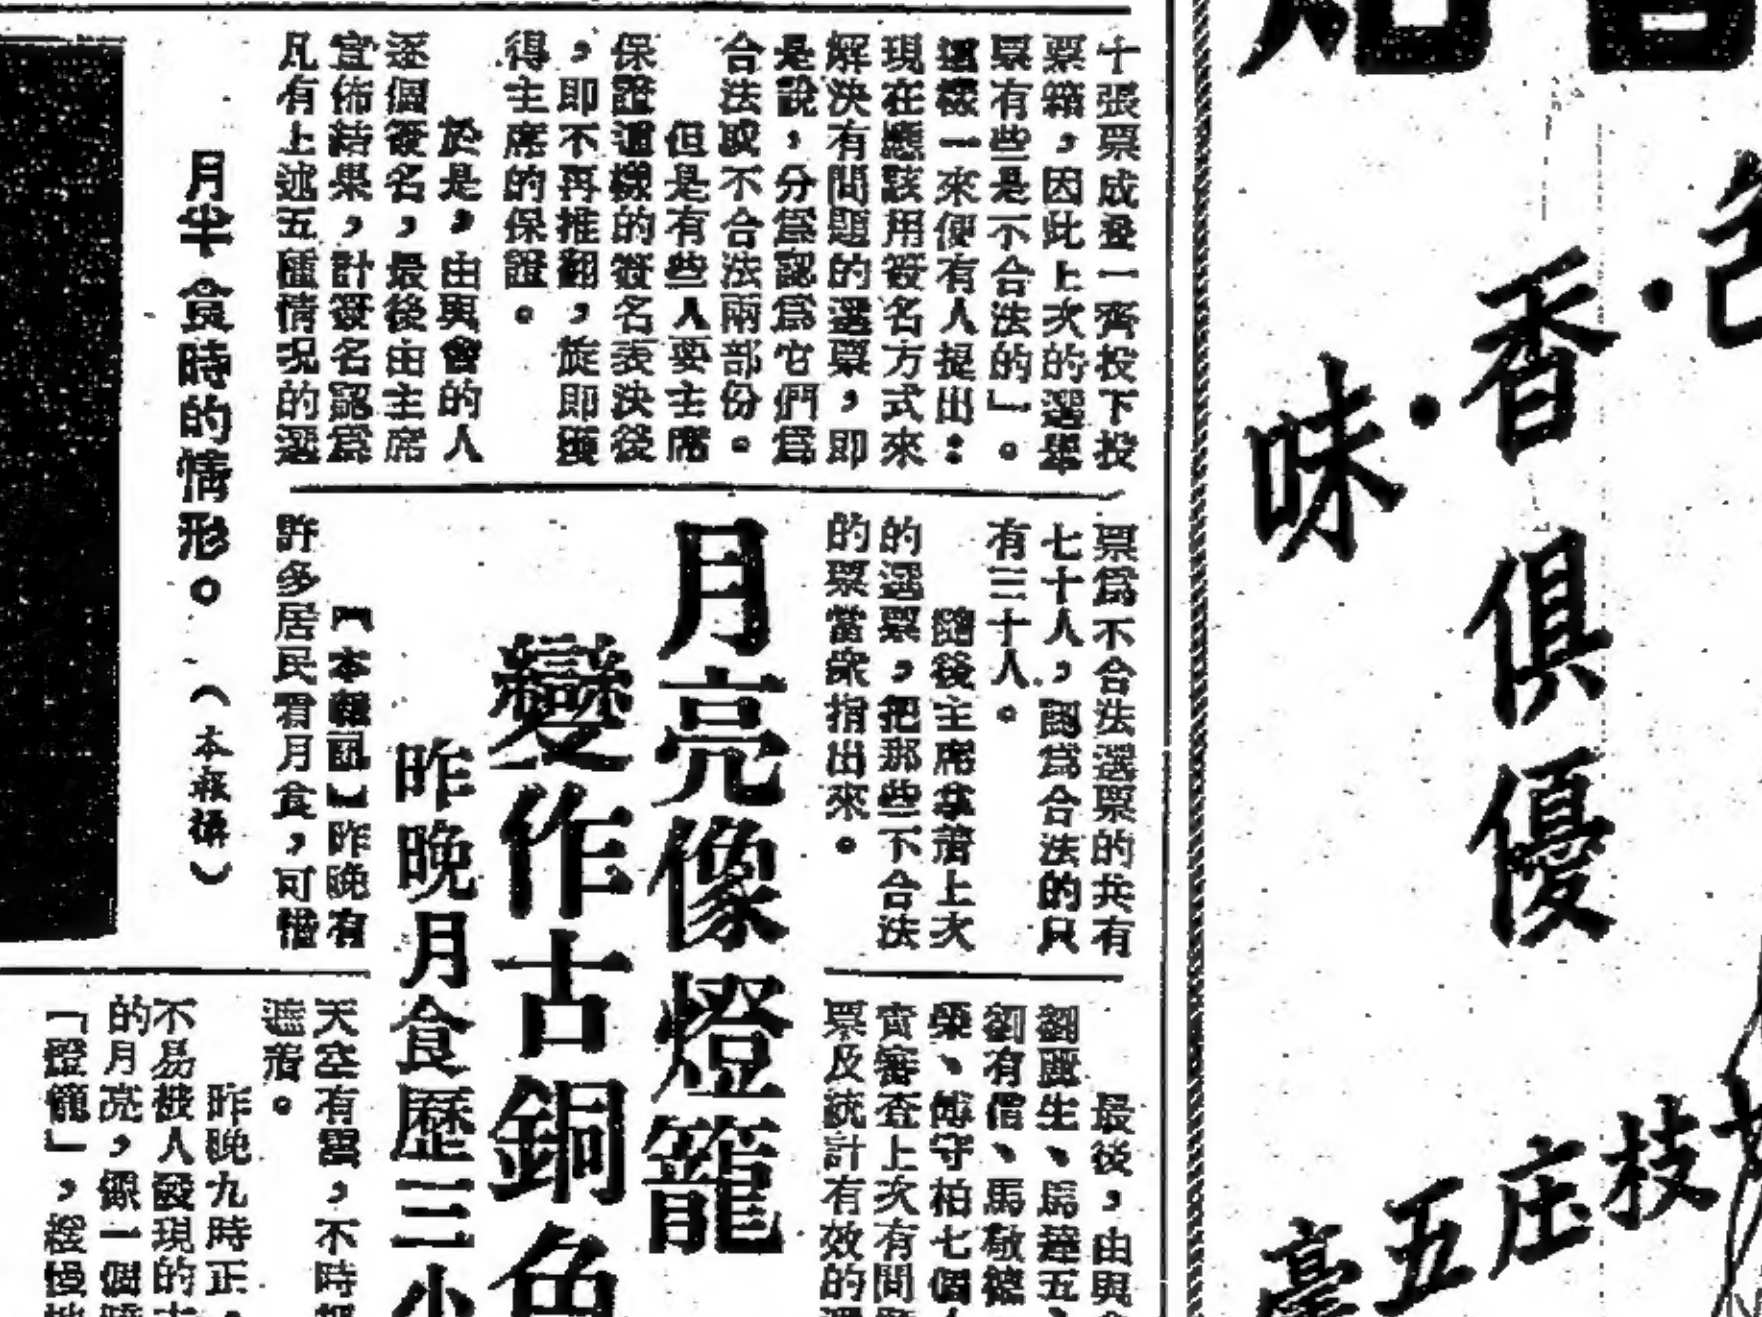 十張票成疊一齊投下投
票箱，因此上次的選舉
票有些是不合法的」。
這樣一來便有人提出：
現在應該用簽名方式來
解決有問題的選票，即
是說，分為認為它們為
合法或不合法兩部份。
但是有些人要主席
保證這樣的簽名表決後
，即不再推翻，旋即獲
得主席的保證。
於是，由與會的人
逐個簽名，最後由主席
宣佈結果，計簽名認為
凡有上述五種情況的選
票為不合法選票的共有
七十人，認為合法的只
有三十人。
隨後主席拿着上次
的選票，把那些不合法
的票當衆指出來。
最後，由與
劉麗生、馬
劉有信、馬敬德
榮、傅守柏七個
責審查上次有問
票及統計有效的
月亮像燈籠
變作古銅色
昨晚月食歷三小
【本報訊】昨晚有
許多居民看月食，可惜
天空有雲，不時
遮着。
昨晚九時正，
不易被人發現的
的月亮，像一個
「燈籠」，緩慢地
月半食時的情形。（本報攝）
香・味
俱優
枝庄五